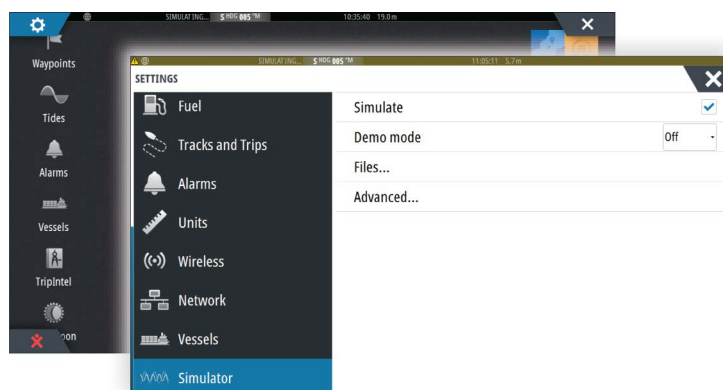 SIMULATING... S HDG 005 °M 10:35:40 19.0 m
Waypoints
Tides
Alarms
Vessels
TripIntel
oon
SIMULATING... S HDG 005 °M 11:05:11 5.7 m
SETTINGS
Fuel
Tracks and Trips
Alarms
Units
Wireless
Network
Vessels
Simulator
Simulate
Demo mode Off
Files...
Advanced...